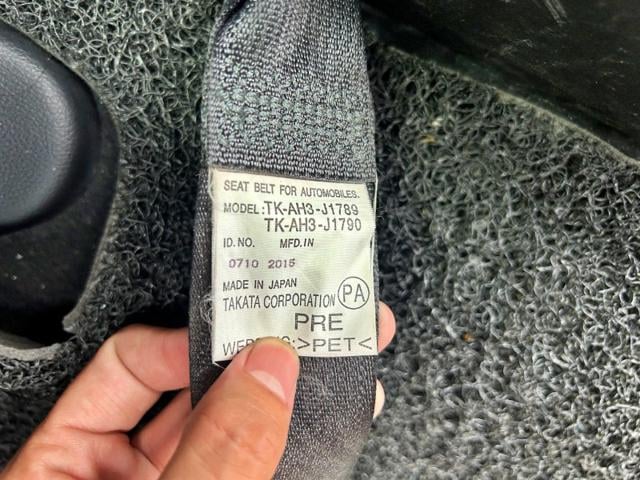 SEAT BELT FOR AUTOMOBILES.
MODEL:TK-AH3-J1789
TK-AH3-J1790
ID.NO. MFD.IN
0710 2015
MADE IN JAPAN
TAKATA CORPORATION PA
PRE
>PET<